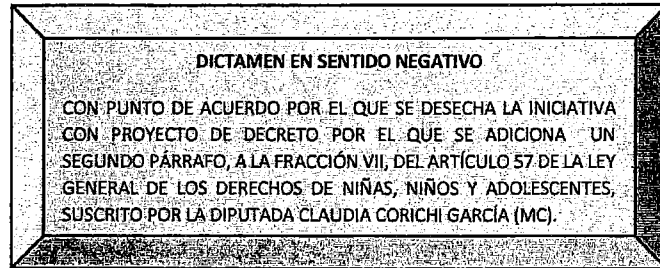 DICTAMEN EN SENTIDO NEGATIVO
CON PUNTO DE ACUERDO POR EL QUE SE DESECHA LA INICIATIVA
CON PROYECTO DE DECRETO POR EL QUE SE ADICIONA UN
SEGUNDO PÁRRAFO, A LA FRACCIÓN VII, DEL ARTÍCULO 57 DE LA LEY
GENERAL DE LOS DERECHOS DE NIÑAS, NIÑOS Y ADOLESCENTES,
SUSCRITO POR LA DIPUTADA CLAUDIA CORICHI GARCÍA (MC).